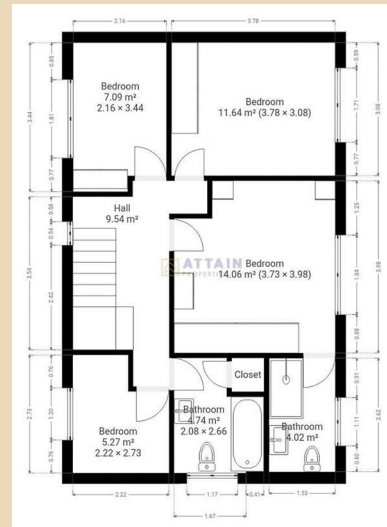 2.16
3.78
0.85
1.81
0.77
3.44
Bedroom
7.09 m²
2.16 × 3.44
Bedroom
11.64 m² (3.78 × 3.08)
0.59
1.71
0.77
3.08
Hall
9.54 m²
0.58
0.54
2.42
3.54
ATTAIN
PROPERTIES
Bedroom
14.06 m² (3.73 × 3.98)
1.25
1.84
0.88
3.98
Closet
Bathroom
4.74 m²
2.08 × 2.66
Bathroom
4.02 m²
Bedroom
5.27 m²
2.22 × 2.73
0.76
1.20
0.76
2.73
0.91
1.11
0.60
2.62
2.22
1.17
0.41
1.53
1.67